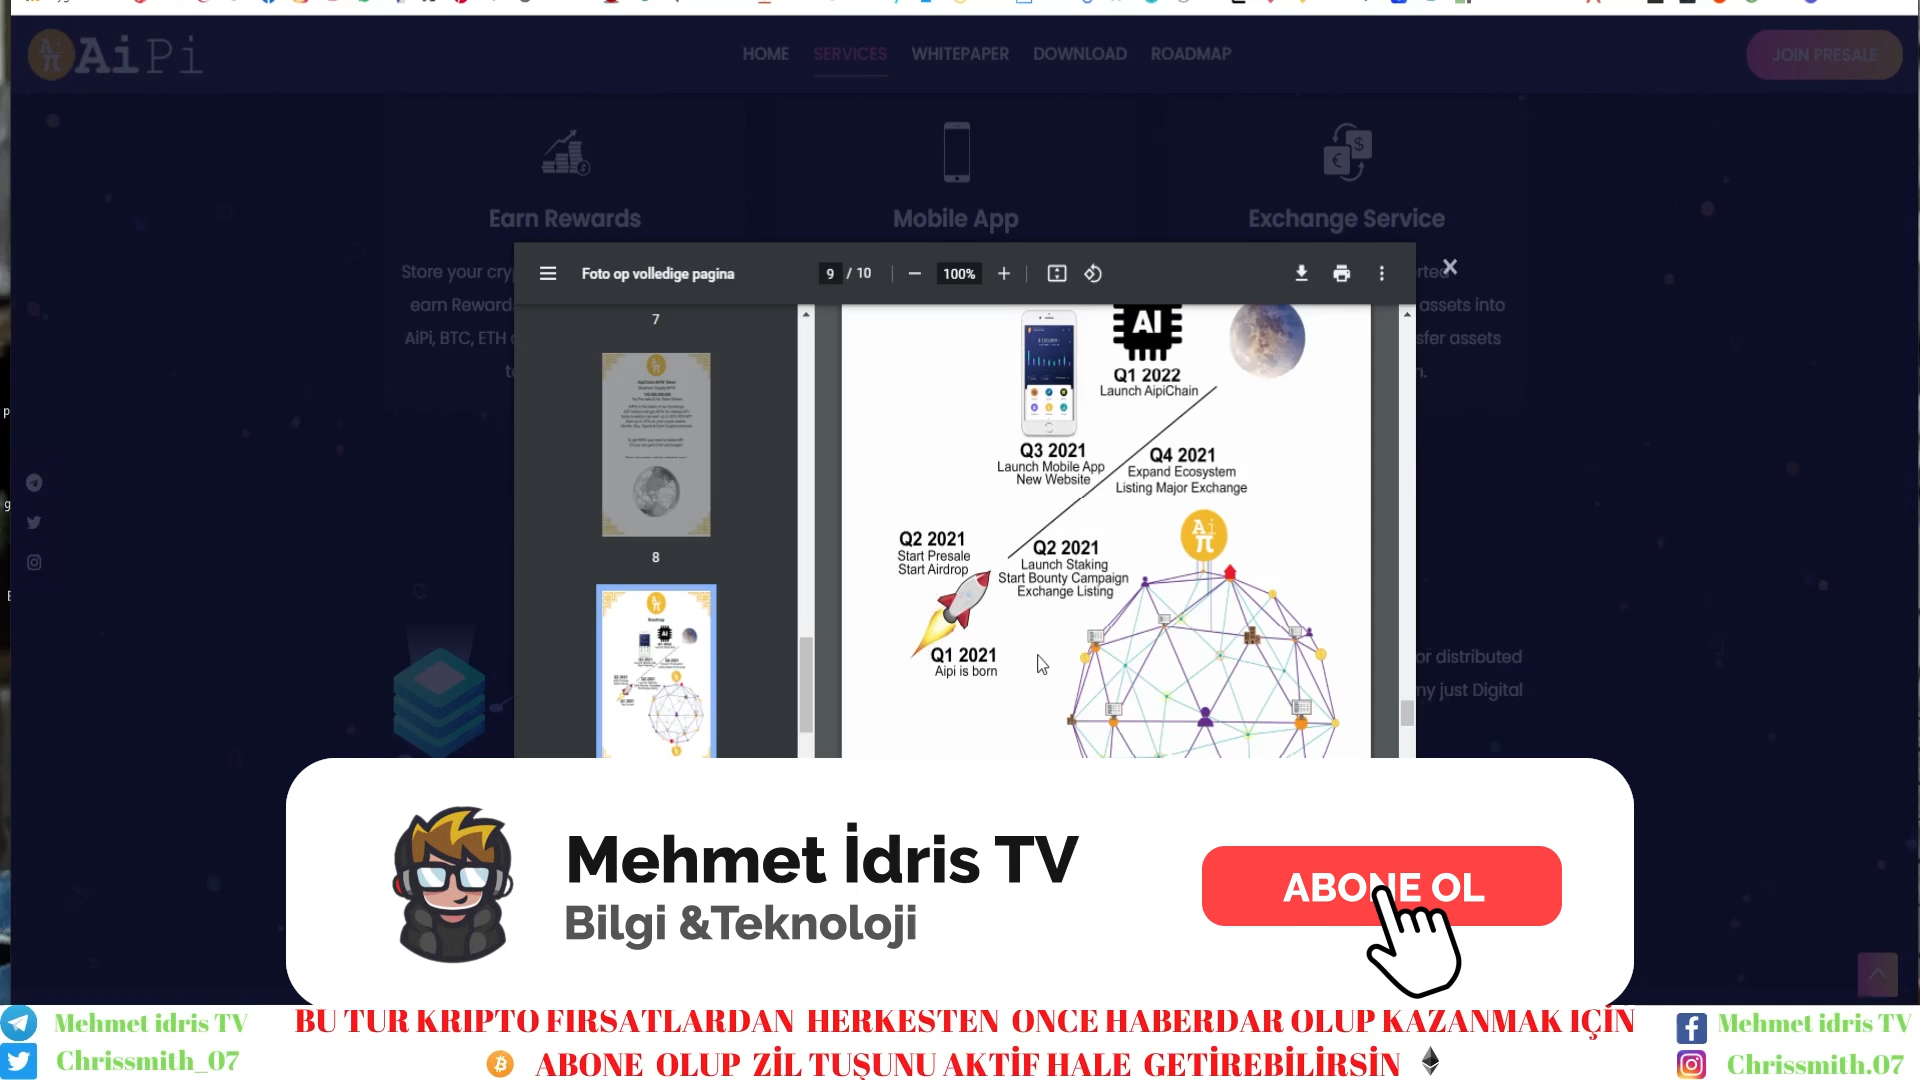 AiPi
HOME SERVICES WHITEPAPER DOWNLOAD ROADMAP
JOIN PRESALE
Earn Rewards
Mobile App
Exchange Service
Store your cry
earn Reward
AiPi, BTC, ETH
assets into
sfer assets
Foto op volledige pagina
9 / 10
100%
7
8
AI
Q1 2022
Launch AipiChain
Q3 2021
Launch Mobile App
New Website
Q4 2021
Expand Ecosystem
Listing Major Exchange
Q2 2021
Start Presale
Start Airdrop
Q2 2021
Launch Staking
Start Bounty Campaign
Exchange Listing
Ai
π
Q1 2021
Aipi is born
or distributed
ny just Digital
Mehmet İdris TV
Bilgi &Teknoloji
ABONE OL
Mehmet idris TV
Chrissmith_07
BU TUR KRIPTO FIRSATLARDAN HERKESTEN ONCE HABERDAR OLUP KAZANMAK IÇİN
ABONE OLUP ZİL TUŞUNU AKTİF HALE GETİREBİLİRSİN
Mehmet idris TV
Chrissmith.07